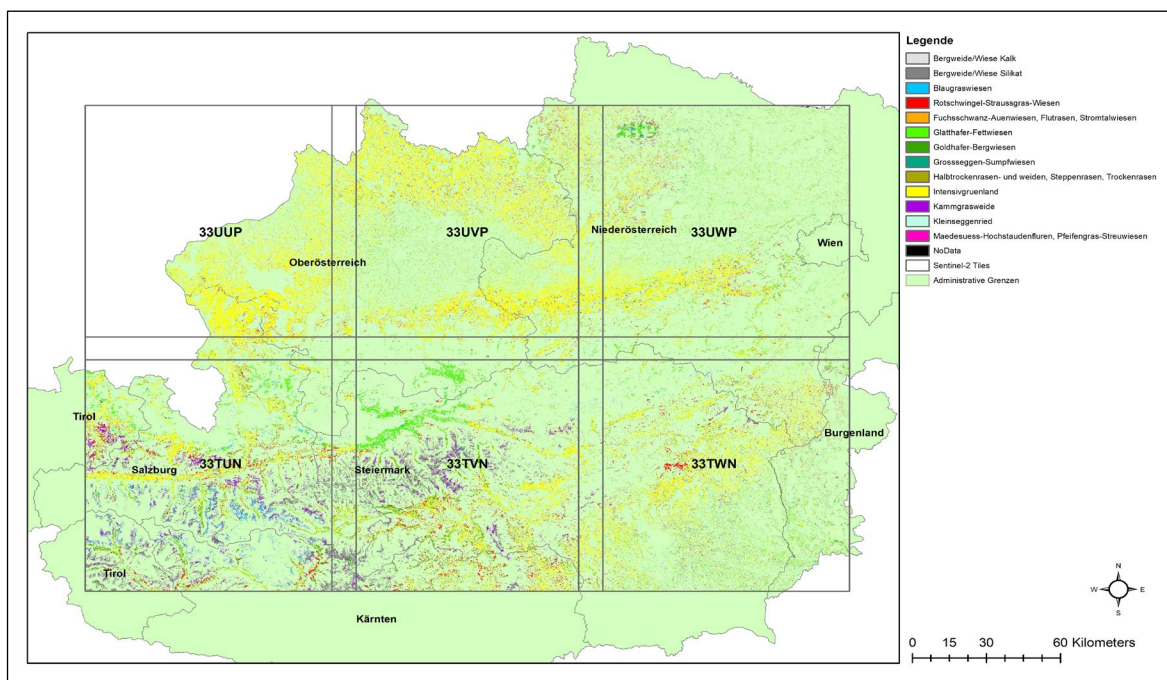 Legende
Bergweide/Wiese Kalk
Bergweide/Wiese Silikat
Blaugraswiesen
Rotschwingel-Straussgras-Wiesen
Fuchsschwanz-Auenwiesen, Flutrasen, Stromtalwiesen
Glatthafer-Fettwiesen
Goldhafer-Bergwiesen
Grossseggen-Sumpfwiesen
Halbtrockenrasen- und weiden, Steppenrasen, Trockenrasen
Intensivgruenland
Kammgrasweide
Kleinseggenried
Maedesuess-Hochstaudenfluren, Pfeifengras-Streuwiesen
NoData
Sentinel-2 Tiles
Administrative Grenzen
33UUP
33UVP
Niederösterreich
33UWP
Wien
Oberösterreich
Tirol
Burgenland
Salzburg
33TUN
Steiermark
33TVN
33TWN
Tirol
Kärnten
N
W
E
S
0 15 30 60 Kilometers